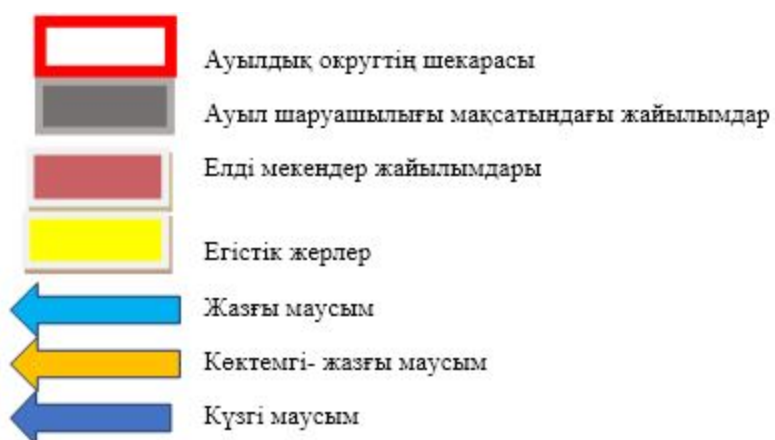 Ауылдық округтің шекарасы
Ауыл шаруашылығы мақсатындағы жайылымдар
Елді мекендер жайылымдары
Егістік жерлер
Жазғы маусым
Көктемгі- жазғы маусым
Күзгі маусым